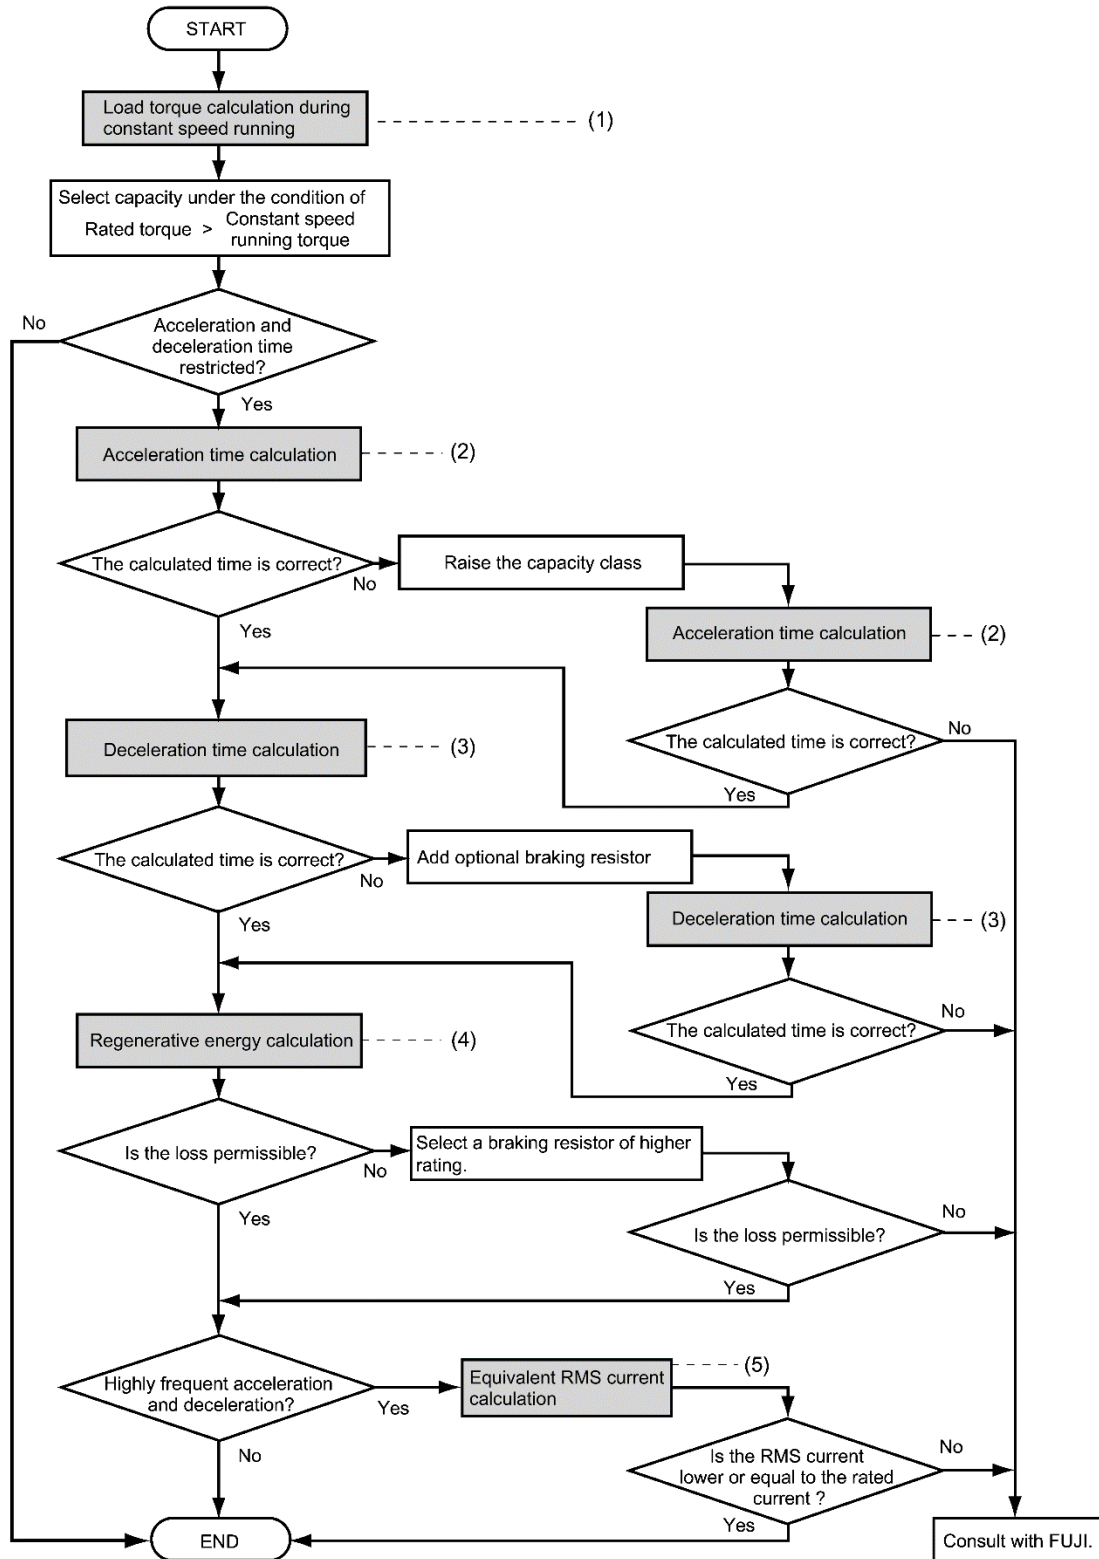 START
Load torque calculation during
constant speed running
(1)
Select capacity under the condition of
Rated torque > Constant speed
running torque
No
Acceleration and
deceleration time
restricted?
Yes
Acceleration time calculation
(2)
The calculated time is correct?
No
Raise the capacity class
Yes
Acceleration time calculation
(2)
The calculated time is correct?
No
Yes
Deceleration time calculation
(3)
The calculated time is correct?
No
Add optional braking resistor
Yes
Deceleration time calculation
(3)
The calculated time is correct?
No
Yes
Regenerative energy calculation
(4)
Is the loss permissible?
No
Select a braking resistor of higher
rating.
Yes
Is the loss permissible?
No
Yes
Highly frequent acceleration
and deceleration?
Yes
Equivalent RMS current
calculation
(5)
No
Is the RMS current
lower or equal to the rated
current ?
No
Yes
END
Consult with FUJI.